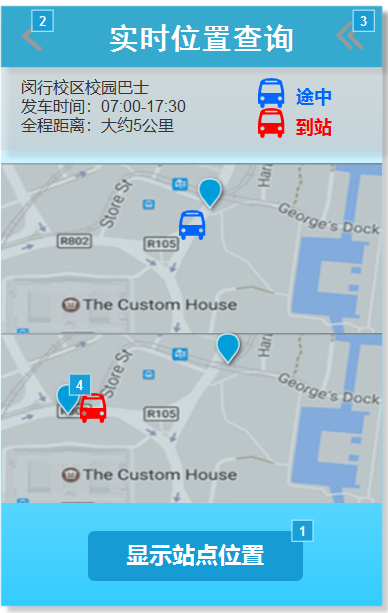 2
3
实时位置查询
闵行校区校园巴士
发车时间：07:00-17:30
全程距离：大约5公里
途中
到站
Store St
Har
George's Dock
R802
R105
The Custom House
Store St
Har
George's Dock
4
R105
The Custom House
1
显示站点位置